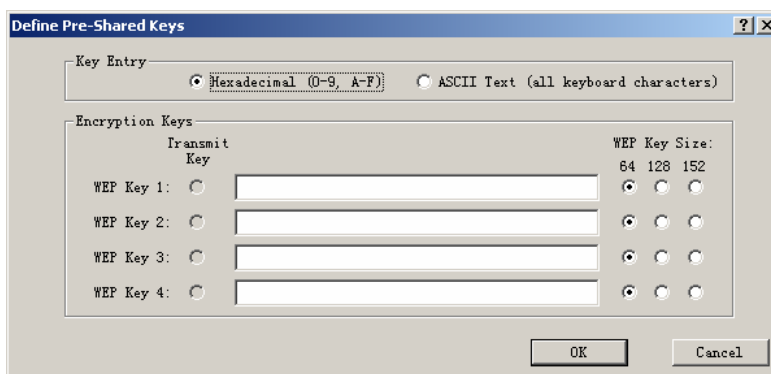 Define Pre-Shared Keys
Key Entry
Hexadecimal (0-9, A-F) ASCII Text (all keyboard characters)
Encryption Keys
Transmit Key WEP Key Size:
64 128 152
WEP Key 1:
WEP Key 2:
WEP Key 3:
WEP Key 4:
OK Cancel